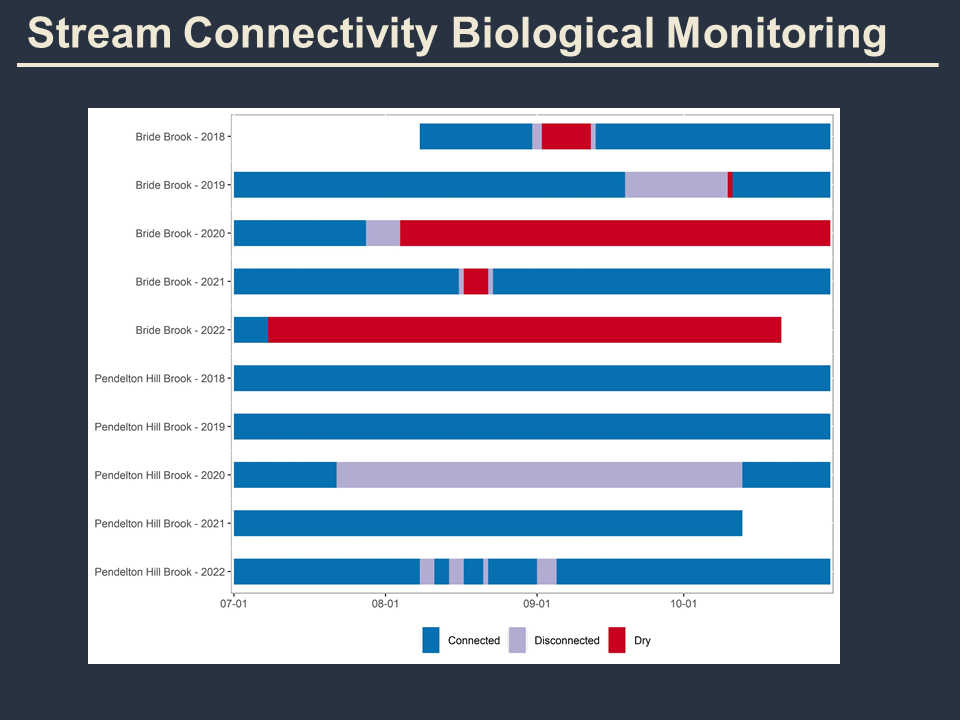 Stream Connectivity Biological Monitoring
Bride Brook - 2018
Bride Brook - 2019
Bride Brook - 2020
Bride Brook - 2021
Bride Brook - 2022
Pendelton Hill Brook - 2018
Pendelton Hill Brook - 2019
Pendelton Hill Brook - 2020
Pendelton Hill Brook - 2021
Pendelton Hill Brook - 2022
07-01 08-01 09-01 10-01
Connected Disconnected Dry